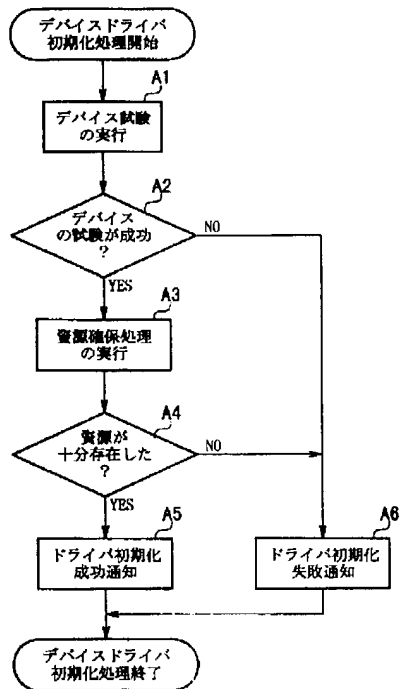 デバイスドライバ
初期化処理開始
A1
デバイス試験
の実行
A2
デバイス
の試験が成功
?
NO
YES
A3
資源確保処理
の実行
A4
資源が
十分存在した
?
NO
YES
A5
ドライバ初期化
成功通知
A6
ドライバ初期化
失敗通知
デバイスドライバ
初期化処理終了